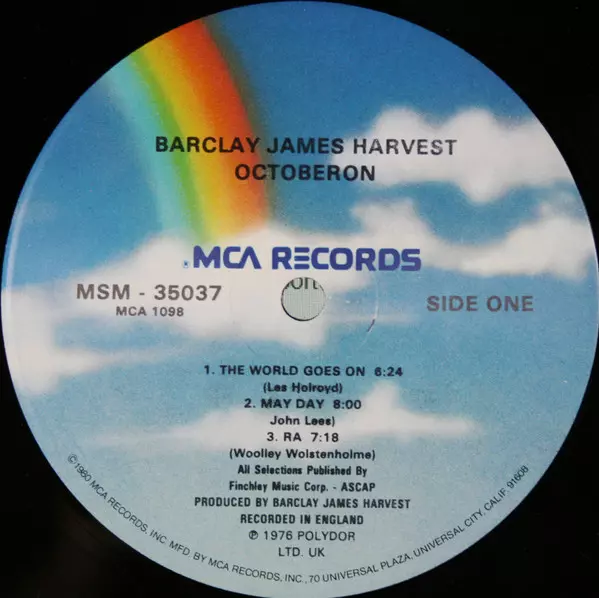 BARCLAY JAMES HARVEST
OCTOBERON
MCA RECORDS
MSM - 35037
MCA 1098
SIDE ONE
1. THE WORLD GOES ON 6:24
(Les Holroyd)
2. MAY DAY 8:00
John Lees)
3. RA 7:18
(Woolley Wolstenholme)
All Selections Published By
Finchley Music Corp. - ASCAP
PRODUCED BY BARCLAY JAMES HARVEST
RECORDED IN ENGLAND
℗ 1976 POLYDOR
LTD. UK
©1980 MCA RECORDS, INC. MFD. BY MCA RECORDS, INC., 70 UNIVERSAL PLAZA, UNIVERSAL CITY, CALIF. 91608